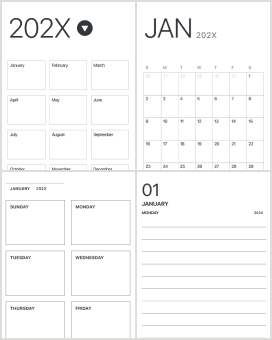 202X
January February March
April May June
July August September
October November December
JAN 202X
S M T W T F S
26 27 28 29 30 31 1
2 3 4 5 6 7 8
9 10 11 12 13 14 15
16 17 18 19 20 21 22
23 24 25 26 27 28 29
JANUARY 202X
SUNDAY MONDAY
TUESDAY WEDNESDAY
THURSDAY FRIDAY
01
JANUARY
MONDAY 202X